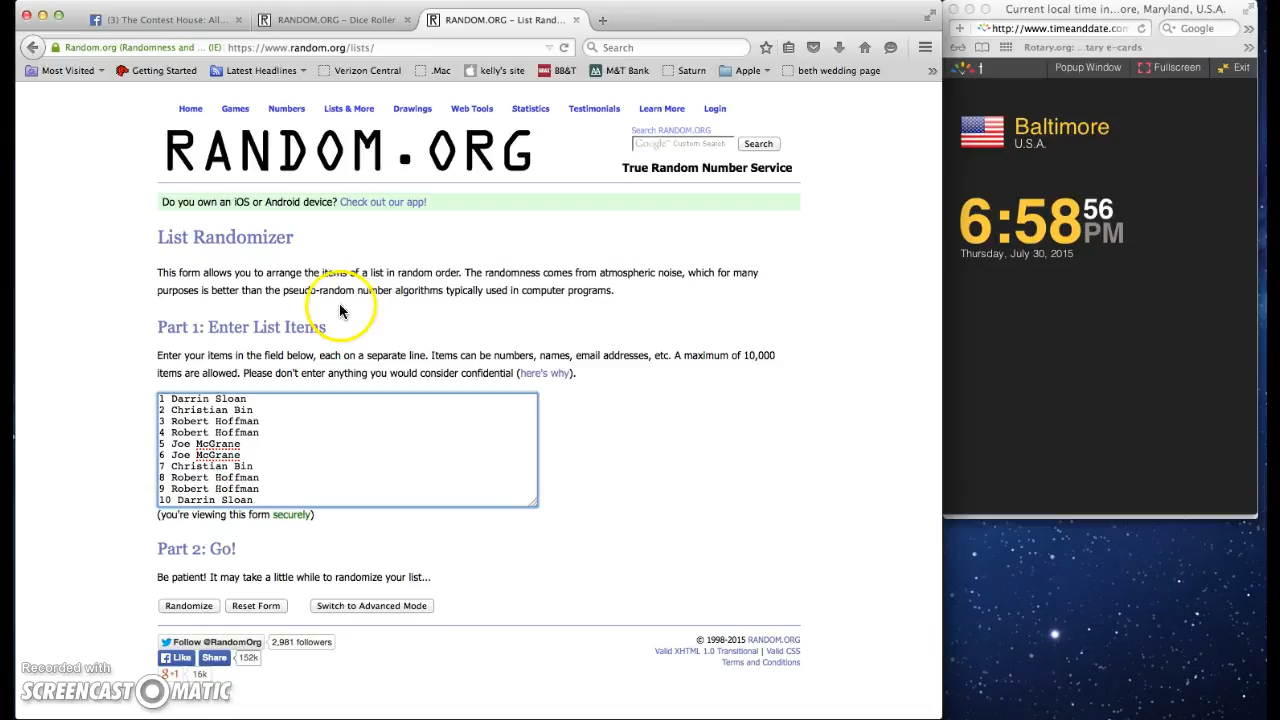 (3) The Contest House: All...
RANDOM.ORG - Dice Roller
RANDOM.ORG – List Rand...
Random.org (Randomness and ... (IE)
https://www.random.org/lists/
Search
Most Visited
Getting Started
Latest Headlines
Verizon Central
.Mac
kelly's site
BB&T
M&T Bank
Saturn
Apple
beth wedding page
Home
Games
Numbers
Lists & More
Drawings
Web Tools
Statistics
Testimonials
Learn More
Login
RANDOM.ORG
Search RANDOM.ORG
Google™ Custom Search
Search
True Random Number Service
Do you own an iOS or Android device? Check out our app!
List Randomizer
This form allows you to arrange the items of a list in random order. The randomness comes from atmospheric noise, which for many
purposes is better than the pseudo-random number algorithms typically used in computer programs.
Part 1: Enter List Items
Enter your items in the field below, each on a separate line. Items can be numbers, names, email addresses, etc. A maximum of 10,000
items are allowed. Please don't enter anything you would consider confidential (here's why).
1 Darrin Sloan
2 Christian Bin
3 Robert Hoffman
4 Robert Hoffman
5 Joe McGrane
6 Joe McGrane
7 Christian Bin
8 Robert Hoffman
9 Robert Hoffman
10 Darrin Sloan
(you're viewing this form securely)
Part 2: Go!
Be patient! It may take a little while to randomize your list...
Randomize
Reset Form
Switch to Advanced Mode
Follow @RandomOrg
2,981 followers
Like
Share
152k
g+1
16k
© 1998-2015 RANDOM.ORG
Valid XHTML 1.0 Transitional | Valid CSS
Terms and Conditions
Recorded with
SCREENCAST-O-MATIC
Current local time in...ore, Maryland, U.S.A.
http://www.timeanddate.com
Google
Rotary.org: ... tary e-cards
t
Popup Window
Fullscreen
Exit
Baltimore
U.S.A.
6:58 56 PM
Thursday, July 30, 2015